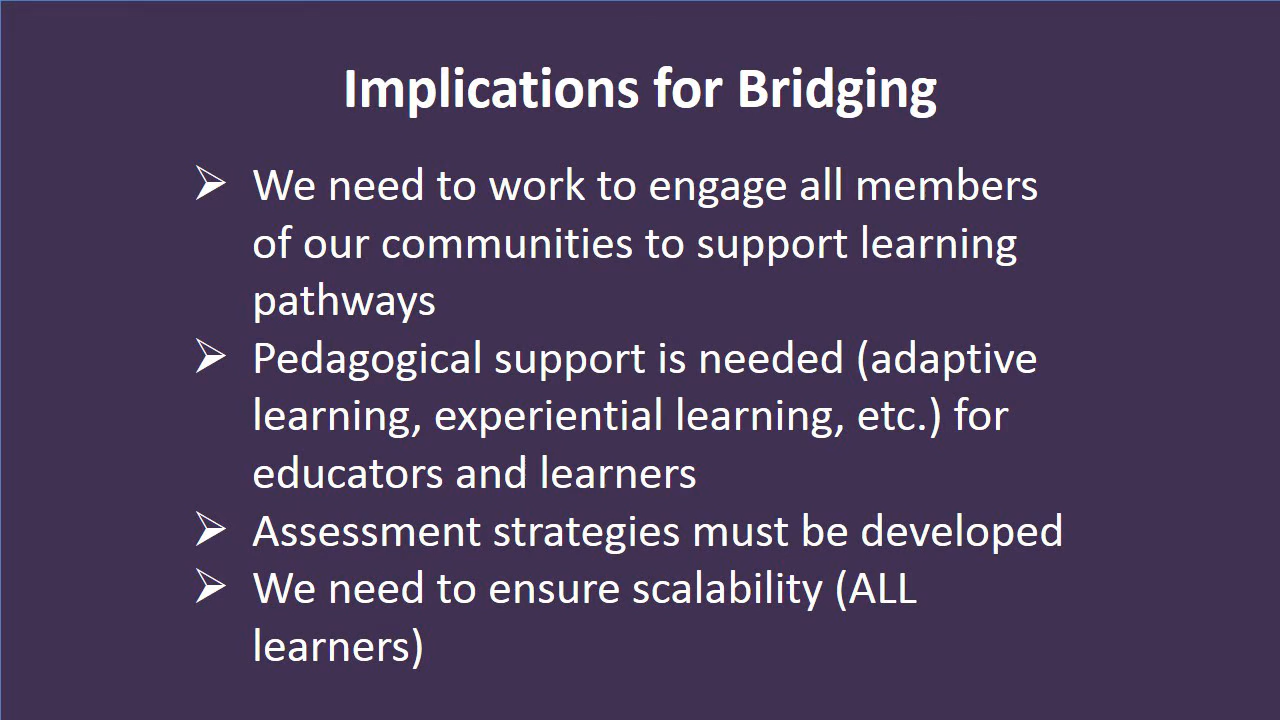 Implications for Bridging
➢ We need to work to engage all members
of our communities to support learning
pathways
➢ Pedagogical support is needed (adaptive
learning, experiential learning, etc.) for
educators and learners
➢ Assessment strategies must be developed
➢ We need to ensure scalability (ALL
learners)